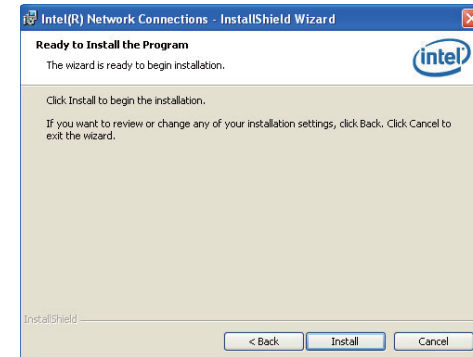 Intel(R) Network Connections - InstallShield Wizard
Ready to Install the Program
The wizard is ready to begin installation.
intel
Click Install to begin the installation.
If you want to review or change any of your installation settings, click Back. Click Cancel to
exit the wizard.
InstallShield
< Back
Install
Cancel